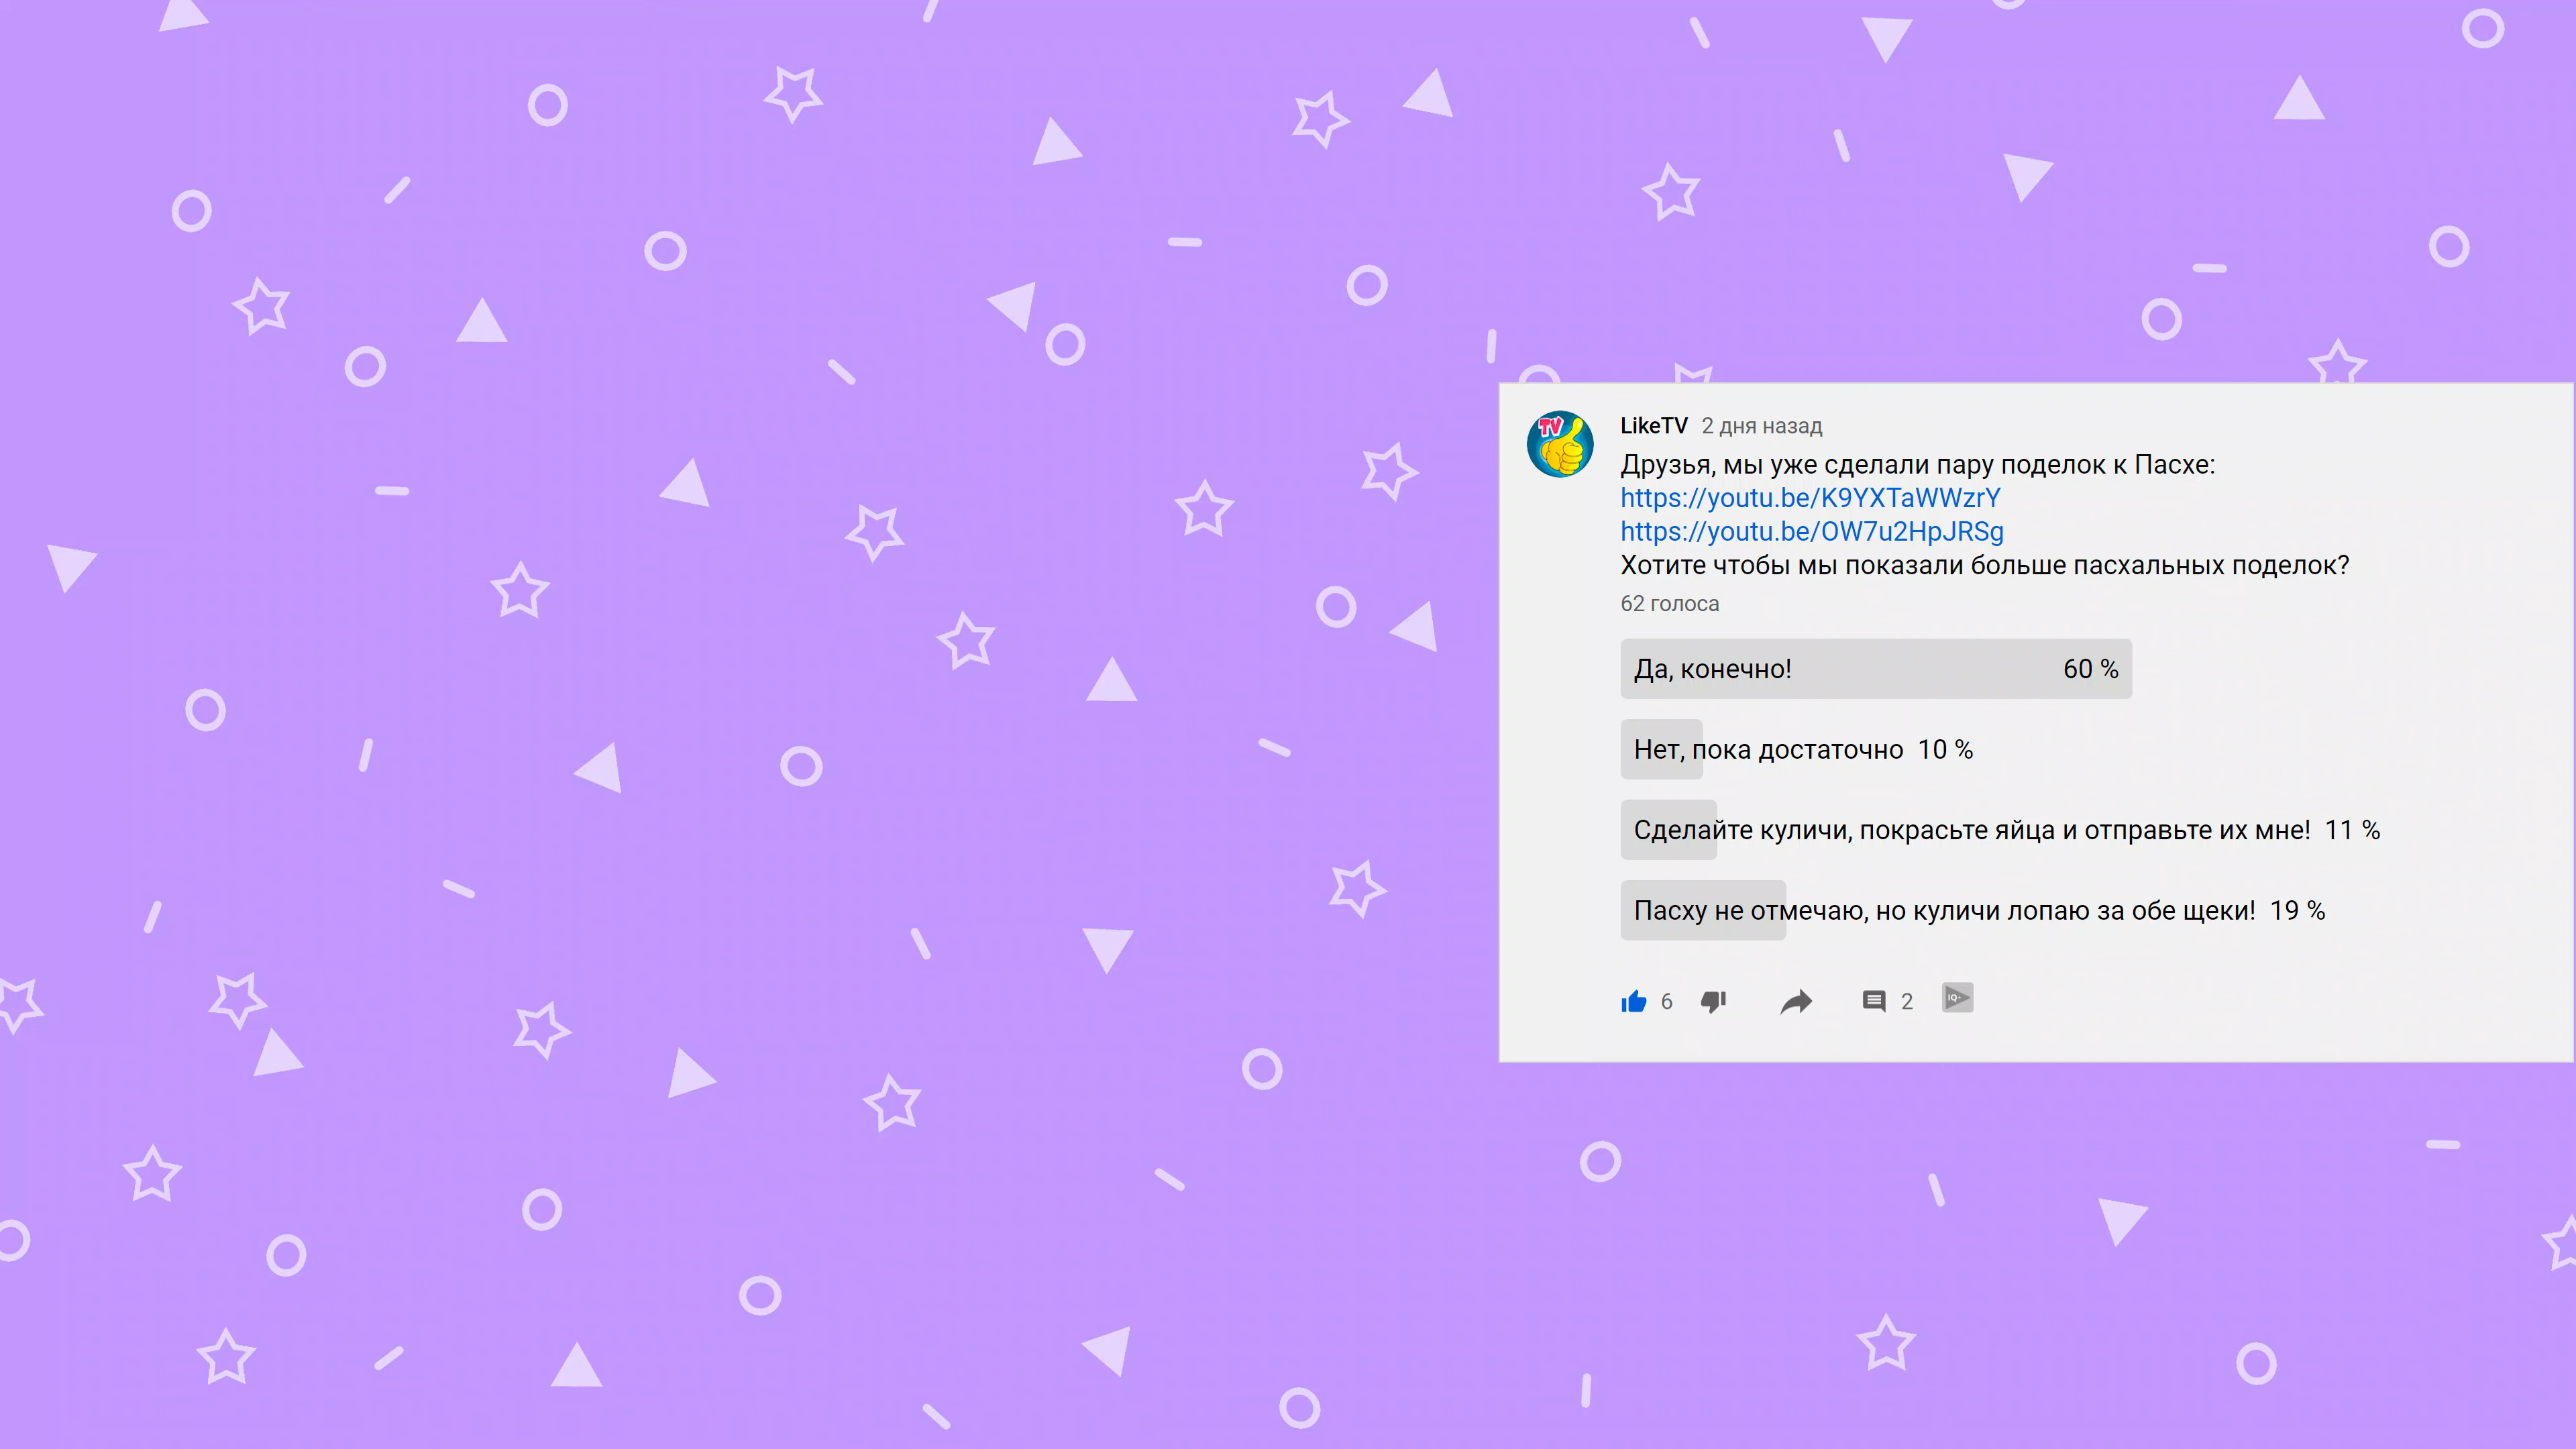 TV
LikeTV 2 дня назад
Друзья, мы уже сделали пару поделок к Пасхе:
https://youtu.be/K9YXTaWWzrY
https://youtu.be/OW7u2HpJRSg
Хотите чтобы мы показали больше пасхальных поделок?
62 голоса
Да, конечно! 60 %
Нет, пока достаточно 10 %
Сделайте куличи, покрасьте яйца и отправьте их мне! 11 %
Пасху не отмечаю, но куличи лопаю за обе щеки! 19 %
6 2 IQ+